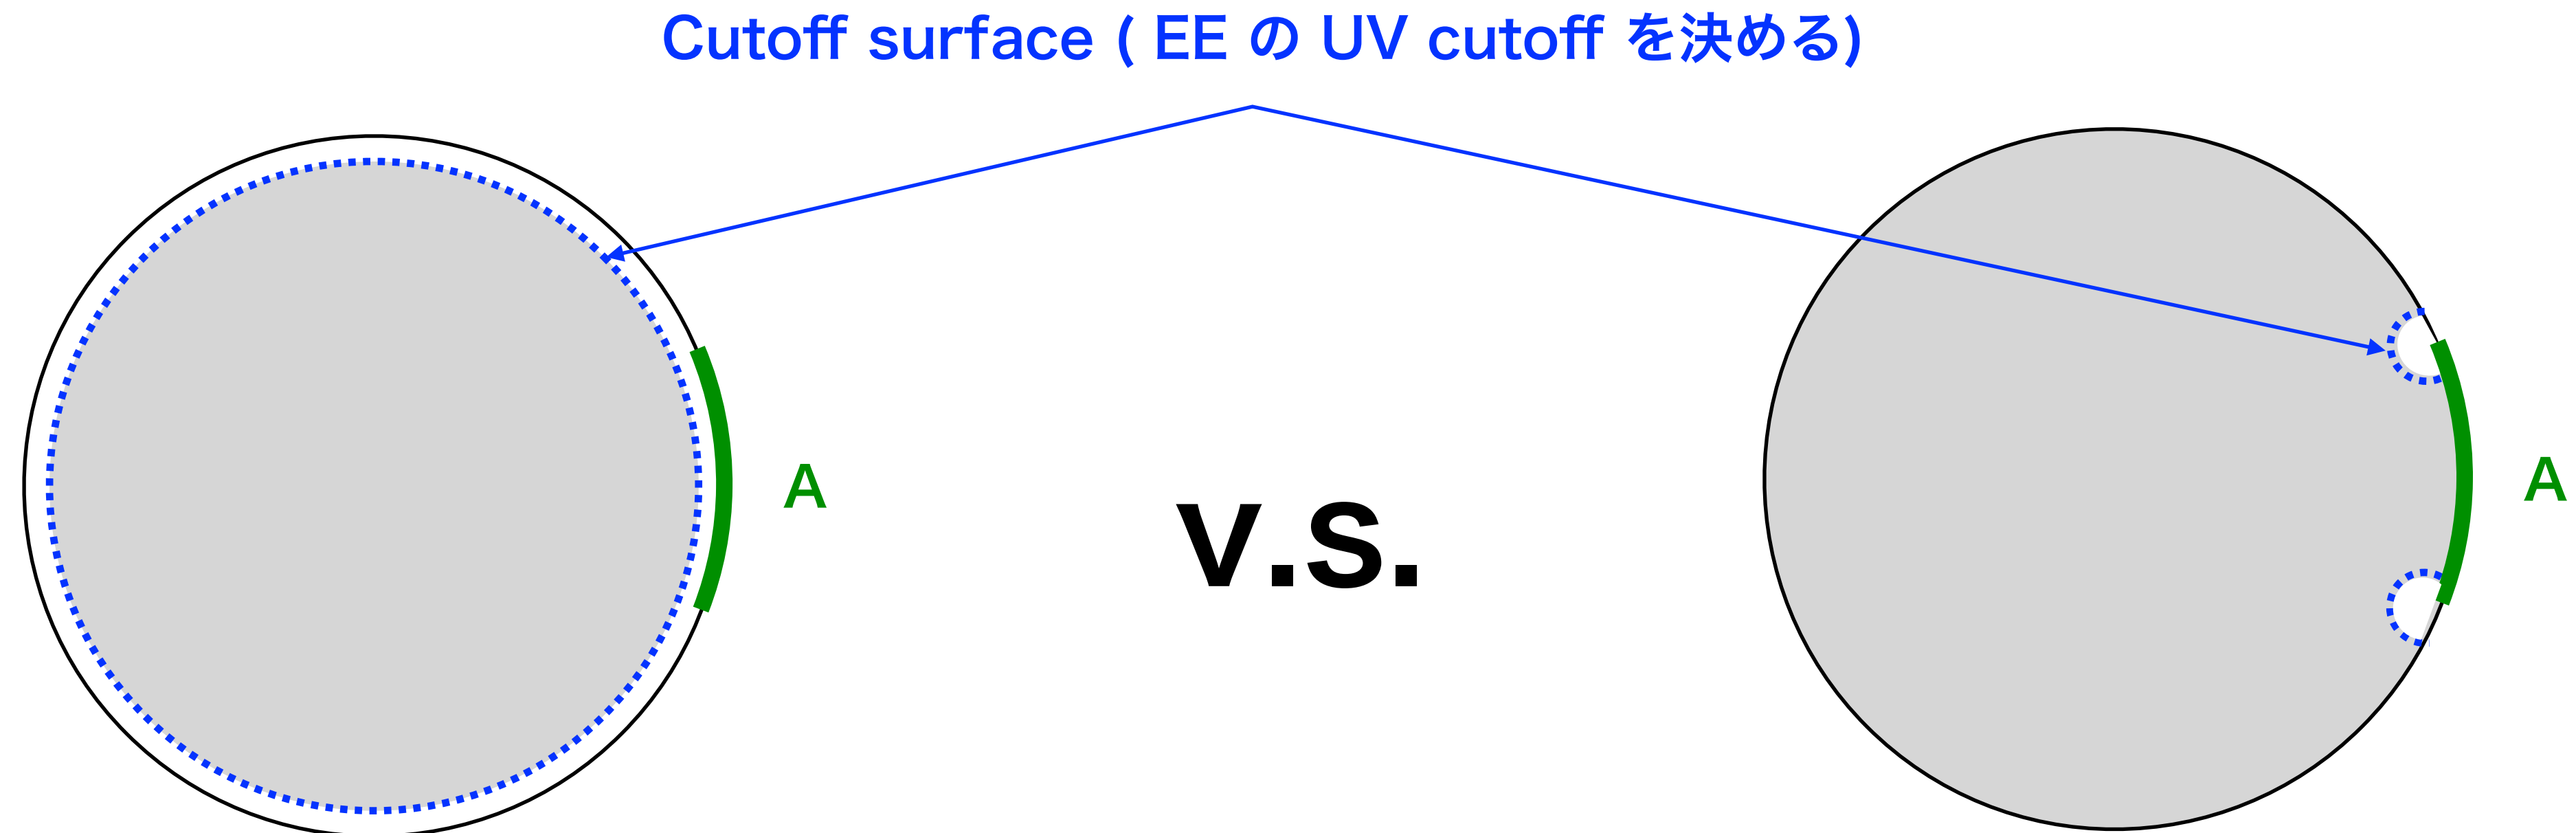 Cutoff surface ( EE の UV cutoff を決める)
A
v.s.
A